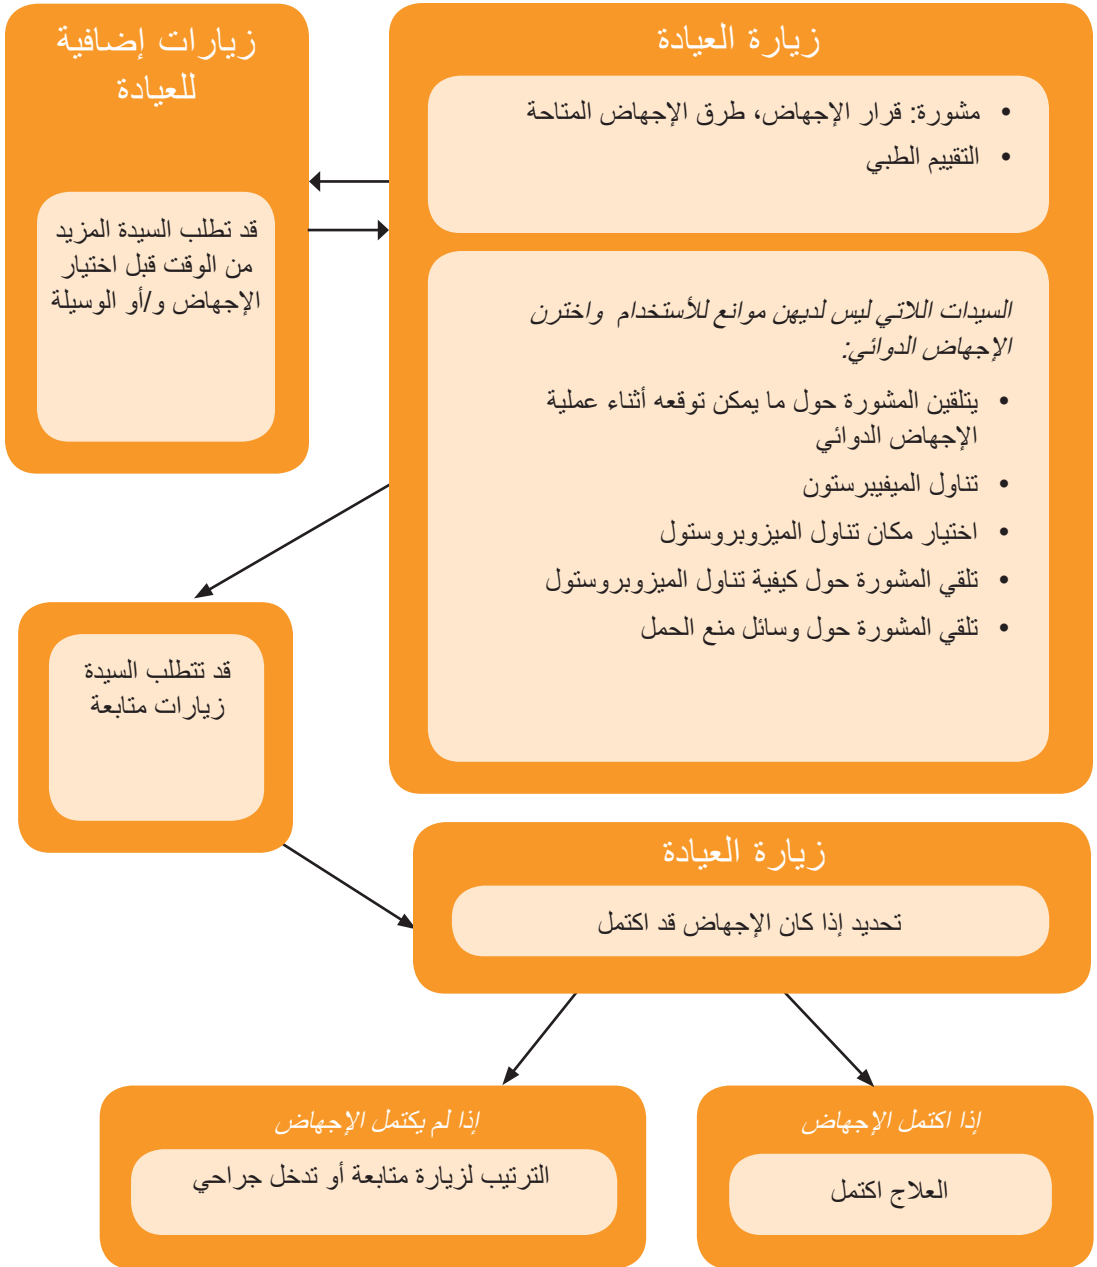 زيارة العيادة
• مشورة: قرار الإجهاض، طرق الإجهاض المتاحة
• التقييم الطبي
السيدات اللاتي ليس لديهن موانع للأستخدام واخترن
الإجهاض الدوائي:
• يتلقين المشورة حول ما يمكن توقعه أثناء عملية
الإجهاض الدوائي
• تناول الميفيبرستون
• اختيار مكان تناول الميزوبروستول
• تلقي المشورة حول كيفية تناول الميزوبروستول
• تلقي المشورة حول وسائل منع الحمل
زيارات إضافية
للعيادة
قد تطلب السيدة المزيد
من الوقت قبل اختيار
الإجهاض و/أو الوسيلة
قد تتطلب السيدة
زيارات متابعة
زيارة العيادة
تحديد إذا كان الإجهاض قد اكتمل
إذا اكتمل الإجهاض
العلاج اكتمل
إذا لم يكتمل الإجهاض
الترتيب لزيارة متابعة أو تدخل جراحي